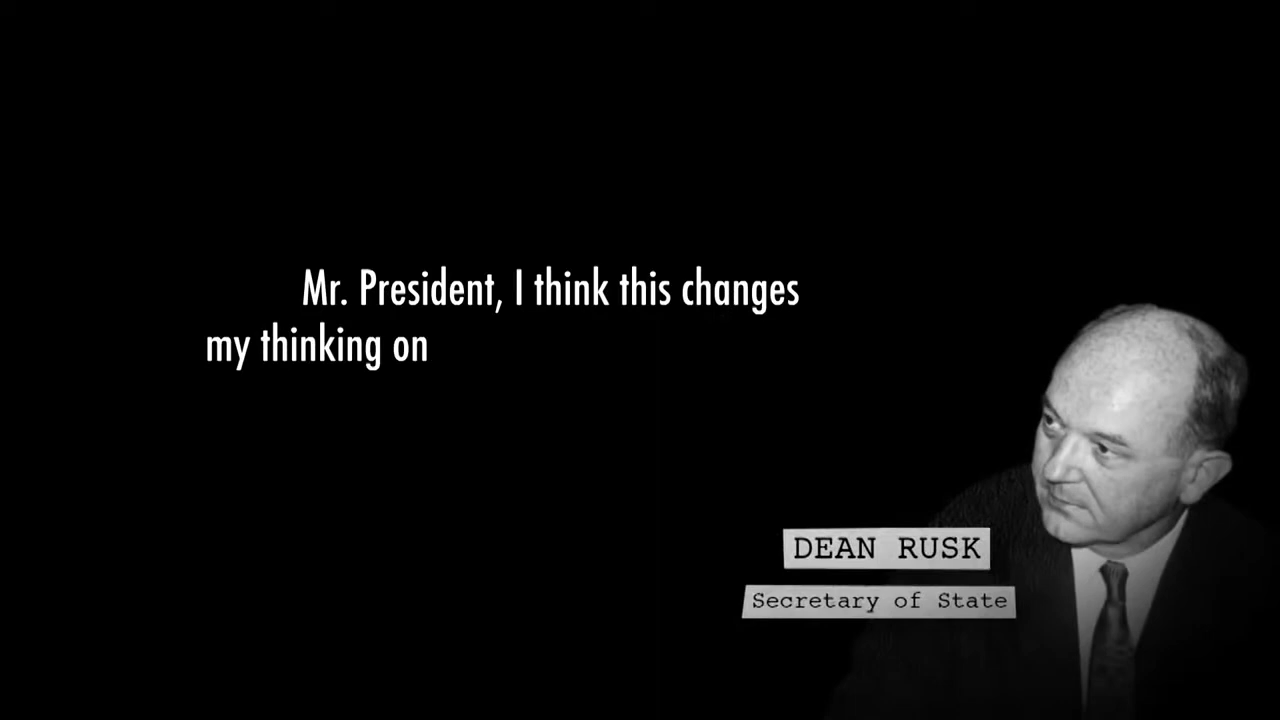 Mr. President, I think this changes
my thinking on
DEAN RUSK
Secretary of State